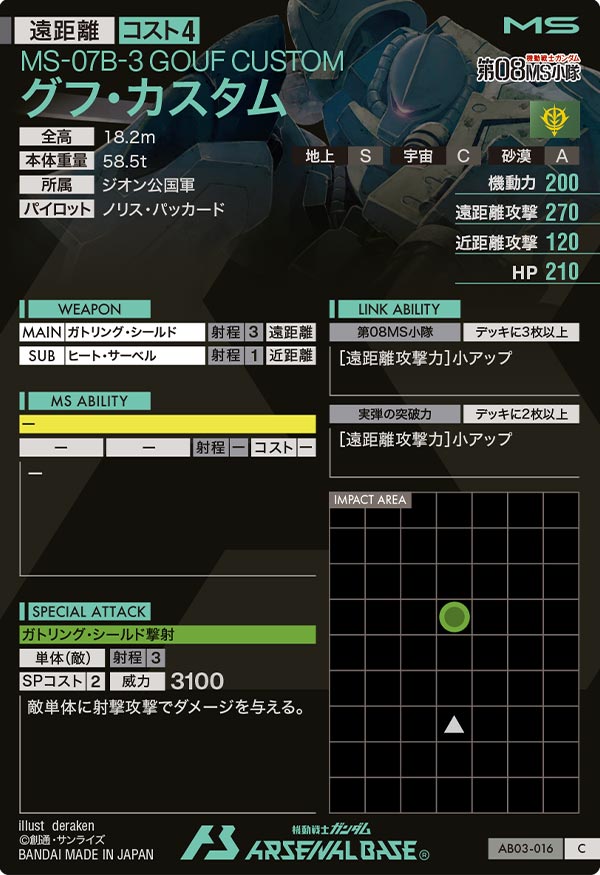 遠距離 コスト4
MS
MS-07B-3 GOUF CUSTOM
グフ・カスタム
機動戦士ガンダム
第08MS小隊
全高 18.2m
本体重量 58.5t
所属 ジオン公国軍
パイロット ノリス・パッカード
地上 S 宇宙 C 砂漠 A
機動力 200
遠距離攻撃 270
近距離攻撃 120
HP 210
WEAPON
MAIN ガトリング・シールド 射程 3 遠距離
SUB ヒート・サーベル 射程 1 近距離
MS ABILITY
—
— — 射程 — コスト —
—
SPECIAL ATTACK
ガトリング・シールド撃射
単体(敵) 射程 3
SPコスト 2 威力 3100
敵単体に射撃攻撃でダメージを与える。
LINK ABILITY
第08MS小隊 デッキに3枚以上
[遠距離攻撃力]小アップ
実弾の突破力 デッキに2枚以上
[遠距離攻撃力]小アップ
IMPACT AREA
illust deraken
©創通・サンライズ
BANDAI MADE IN JAPAN
機動戦士ガンダム
ARSENAL BASE®
AB03-016 C